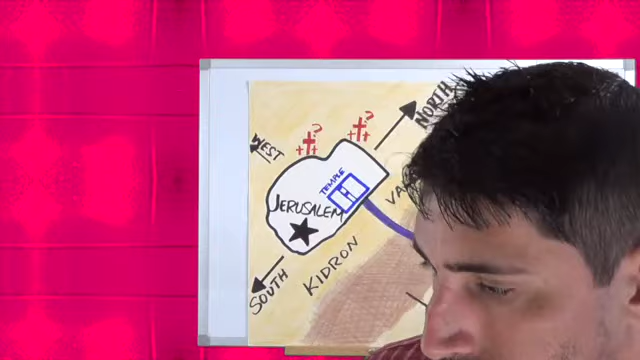 NORTH
WEST
? ?
TEMPLE
JERUSALEM
KIDRON
SOUTH